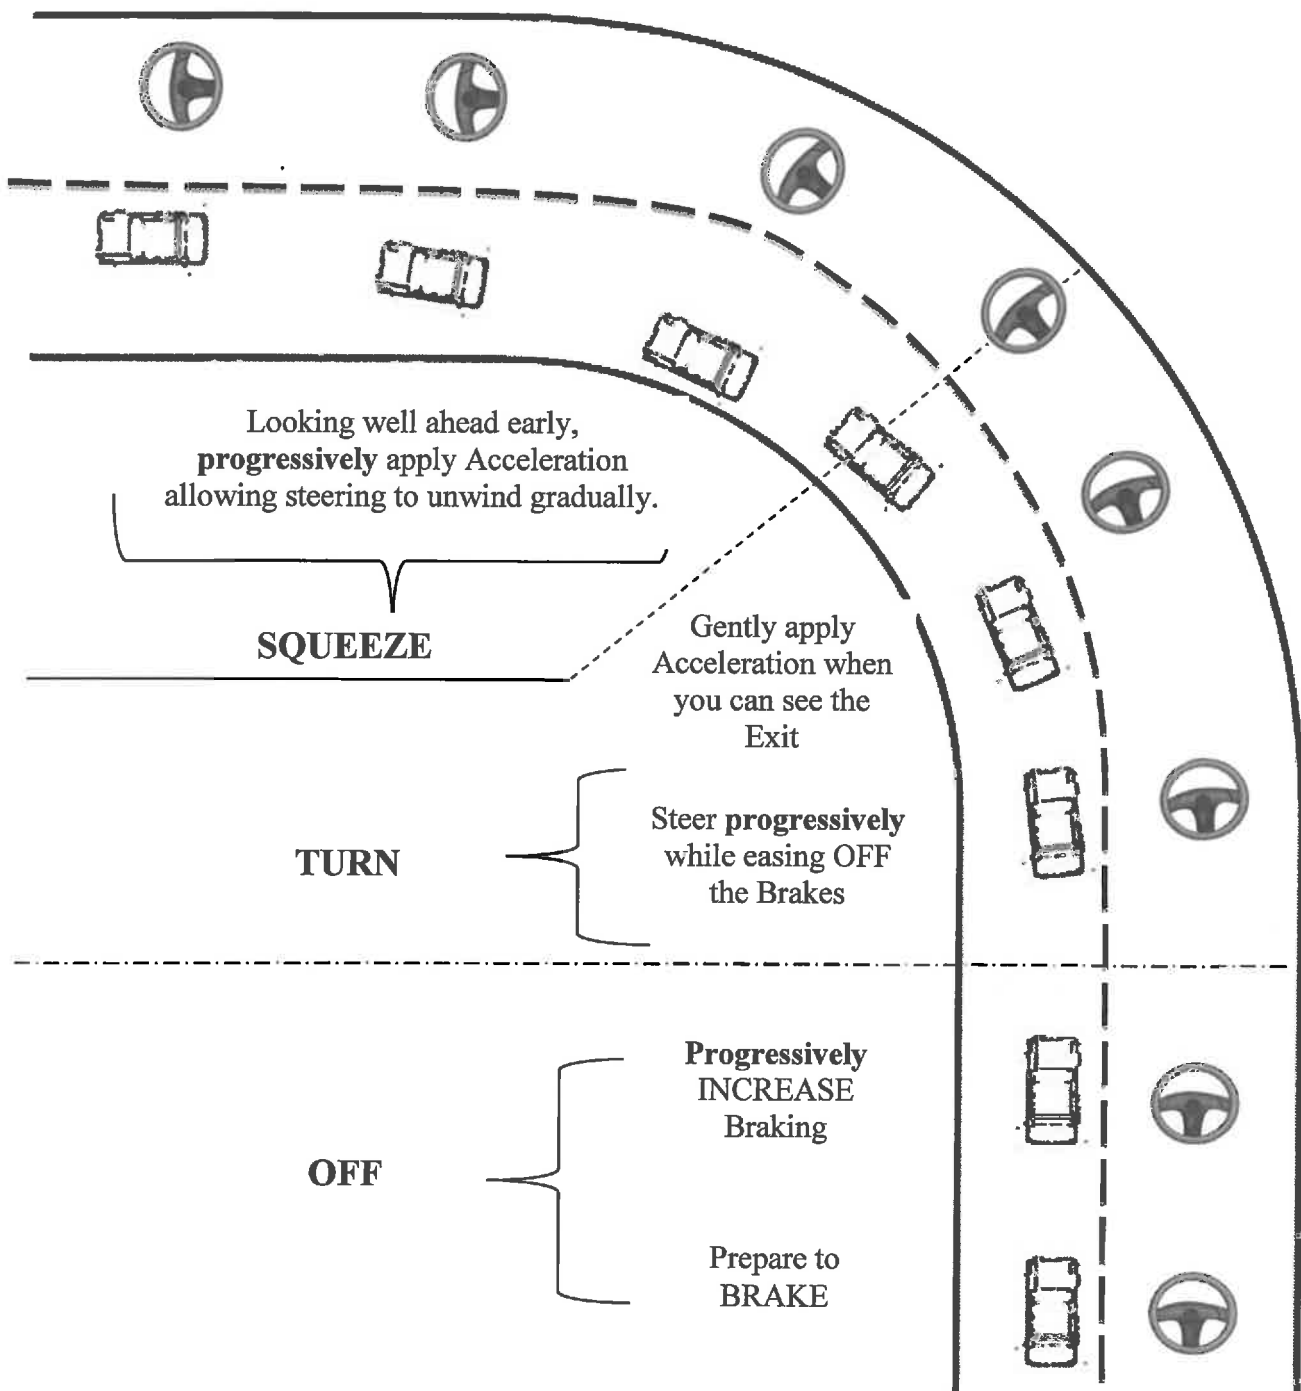 Looking well ahead early,
progressively apply Acceleration
allowing steering to unwind gradually.
SQUEEZE
Gently apply
Acceleration when
you can see the
Exit
TURN
Steer progressively
while easing OFF
the Brakes
Progressively
INCREASE
Braking
OFF
Prepare to
BRAKE